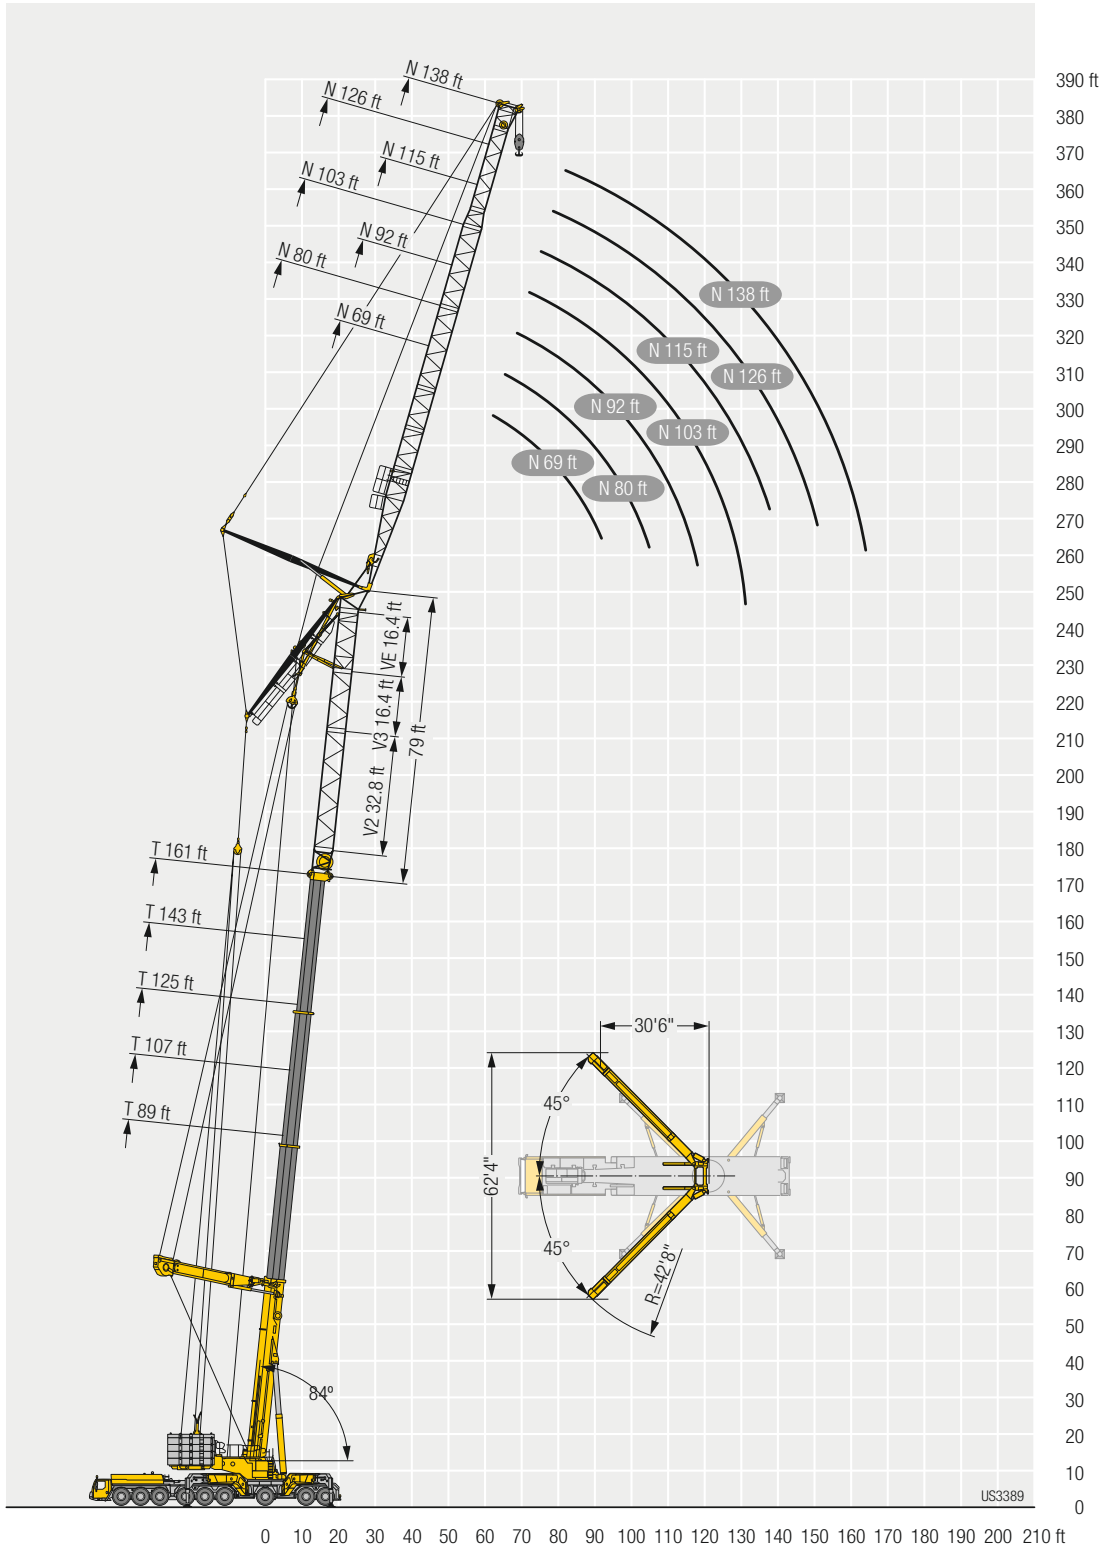 390 ft
N 138 ft
N 126 ft
380
370
N 115 ft
N 103 ft
360
350
N 92 ft
N 80 ft
340
N 138 ft
330
N 69 ft
320
N 115 ft
310
N 126 ft
N 92 ft
300
N 103 ft
290
N 69 ft
N 80 ft
280
270
260
250
VE 16.4 ft
240
230
V3 16.4 ft
220
79 ft
210
V2 32.8 ft
200
190
T 161 ft
180
170
T 143 ft
160
150
T 125 ft
140
30'6"
130
T 107 ft
120
45°
T 89 ft
110
100
62'4"
90
80
45°
R=42'8"
70
60
50
40
84º
30
20
10
US3389
0
0 10 20 30 40 50 60 70 80 90 100 110 120 130 140 150 160 170 180 190 200 210 ft